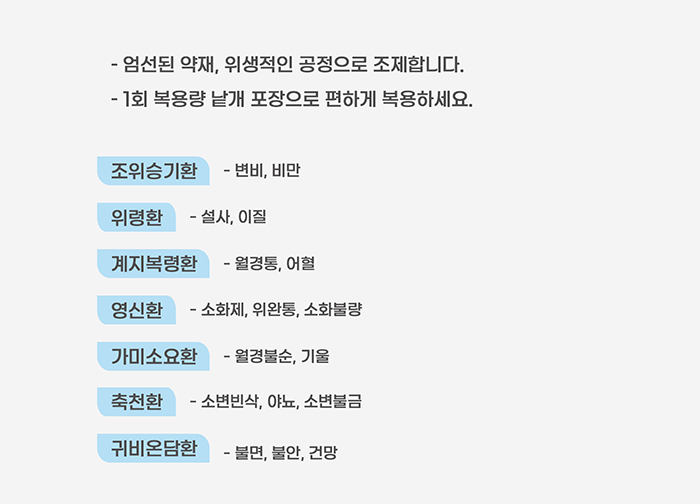 - 엄선된 약재, 위생적인 공정으로 조제합니다.
- 1회 복용량 낱개 포장으로 편하게 복용하세요.
조위승기환 - 변비, 비만
위령환 - 설사, 이질
계지복령환 - 월경통, 어혈
영신환 - 소화제, 위완통, 소화불량
가미소요환 - 월경불순, 기울
축천환 - 소변빈삭, 야뇨, 소변불금
귀비온담환 - 불면, 불안, 건망